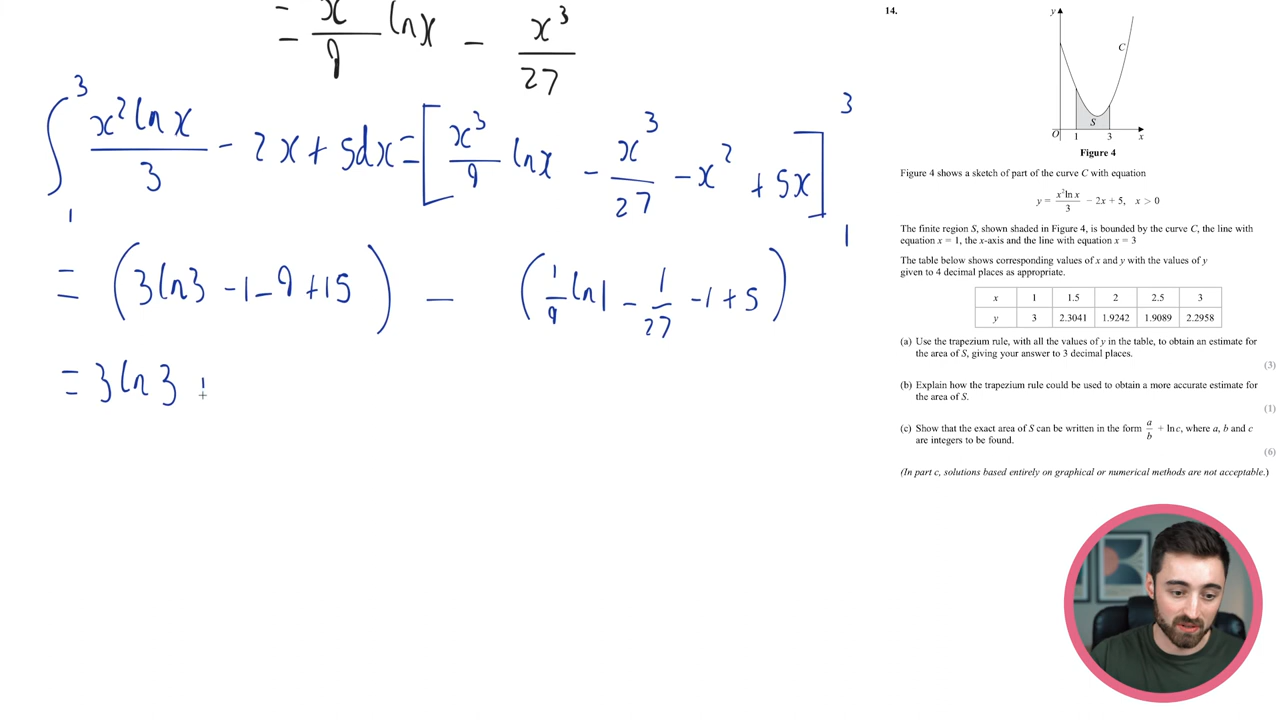 = x/9 ln x - x³/27
∫₁³ x² ln x / 3 - 2x + 5 dx = [x³/9 ln x - x³/27 - x² + 5x]₁³
= (3 ln 3 - 1 - 9 + 15) - (1/9 ln 1 - 1/27 - 1 + 5)
= 3 ln 3 +
14.
y
C
S
O 1 3 x
Figure 4
Figure 4 shows a sketch of part of the curve C with equation
y = x² ln x / 3 - 2x + 5, x > 0
The finite region S, shown shaded in Figure 4, is bounded by the curve C, the line with
equation x = 1, the x-axis and the line with equation x = 3
The table below shows corresponding values of x and y with the values of y
given to 4 decimal places as appropriate.
x 1 1.5 2 2.5 3
y 3 2.3041 1.9242 1.9089 2.2958
(a) Use the trapezium rule, with all the values of y in the table, to obtain an estimate for
the area of S, giving your answer to 3 decimal places.
(3)
(b) Explain how the trapezium rule could be used to obtain a more accurate estimate for
the area of S.
(1)
(c) Show that the exact area of S can be written in the form a/b + ln c, where a, b and c
are integers to be found.
(6)
(In part c, solutions based entirely on graphical or numerical methods are not acceptable.)